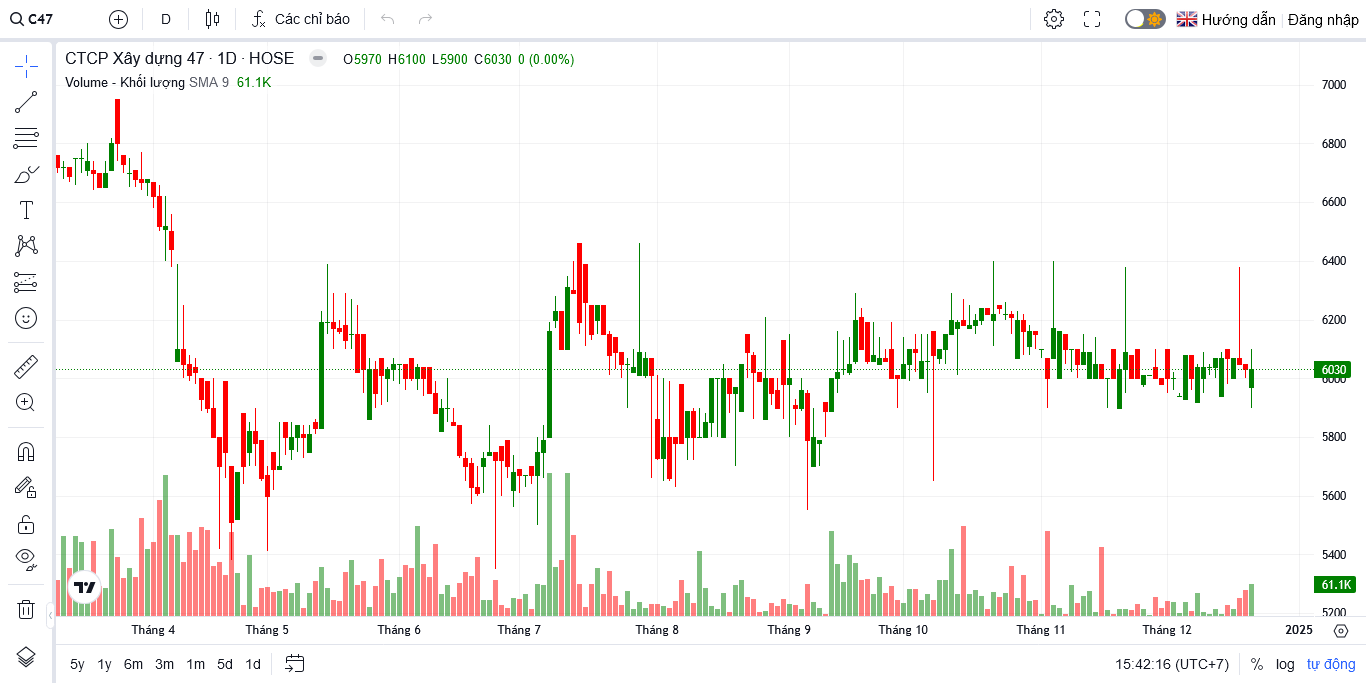 C47 D Các chỉ báo Hướng dẫn Đăng nhập
CTCP Xây dựng 47 · 1D · HOSE O5970 H6100 L5900 C6030 0 (0.00%)
Volume - Khối lượng SMA 9 61.1K
7000
6800
6600
6400
6200
6030
6000
5800
5600
5400
61.1K
5200
Tháng 4 Tháng 5 Tháng 6 Tháng 7 Tháng 8 Tháng 9 Tháng 10 Tháng 11 Tháng 12 2025
5y 1y 6m 3m 1m 5d 1d 15:42:16 (UTC+7) % log tự động